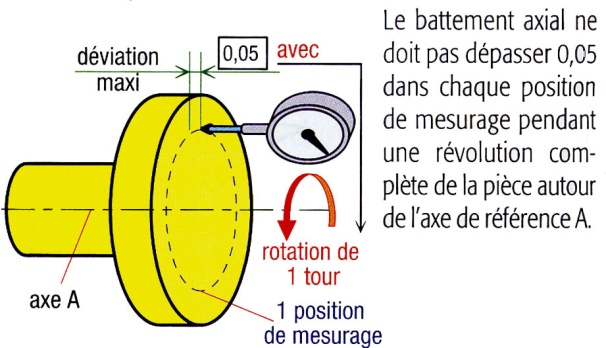 déviation
maxi
0,05 avec
axe A
rotation de
1 tour
1 position
de mesurage
Le battement axial ne
doit pas dépasser 0,05
dans chaque position
de mesurage pendant
une révolution com-
plète de la pièce autour
de l'axe de référence A.